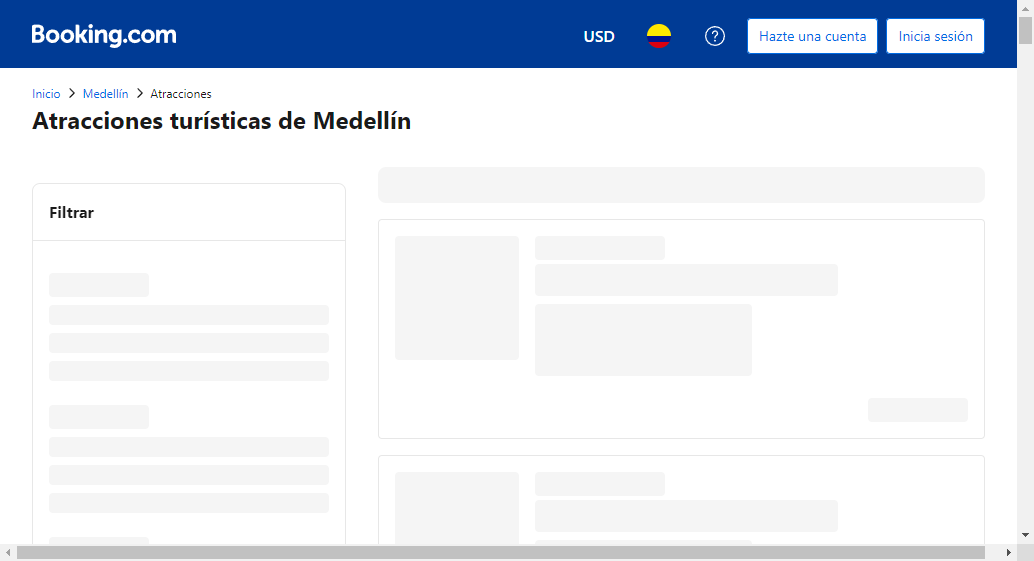 Booking.com
USD
Hazte una cuenta
Inicia sesión
Inicio
Medellín
Atracciones
Atracciones turísticas de Medellín
Filtrar